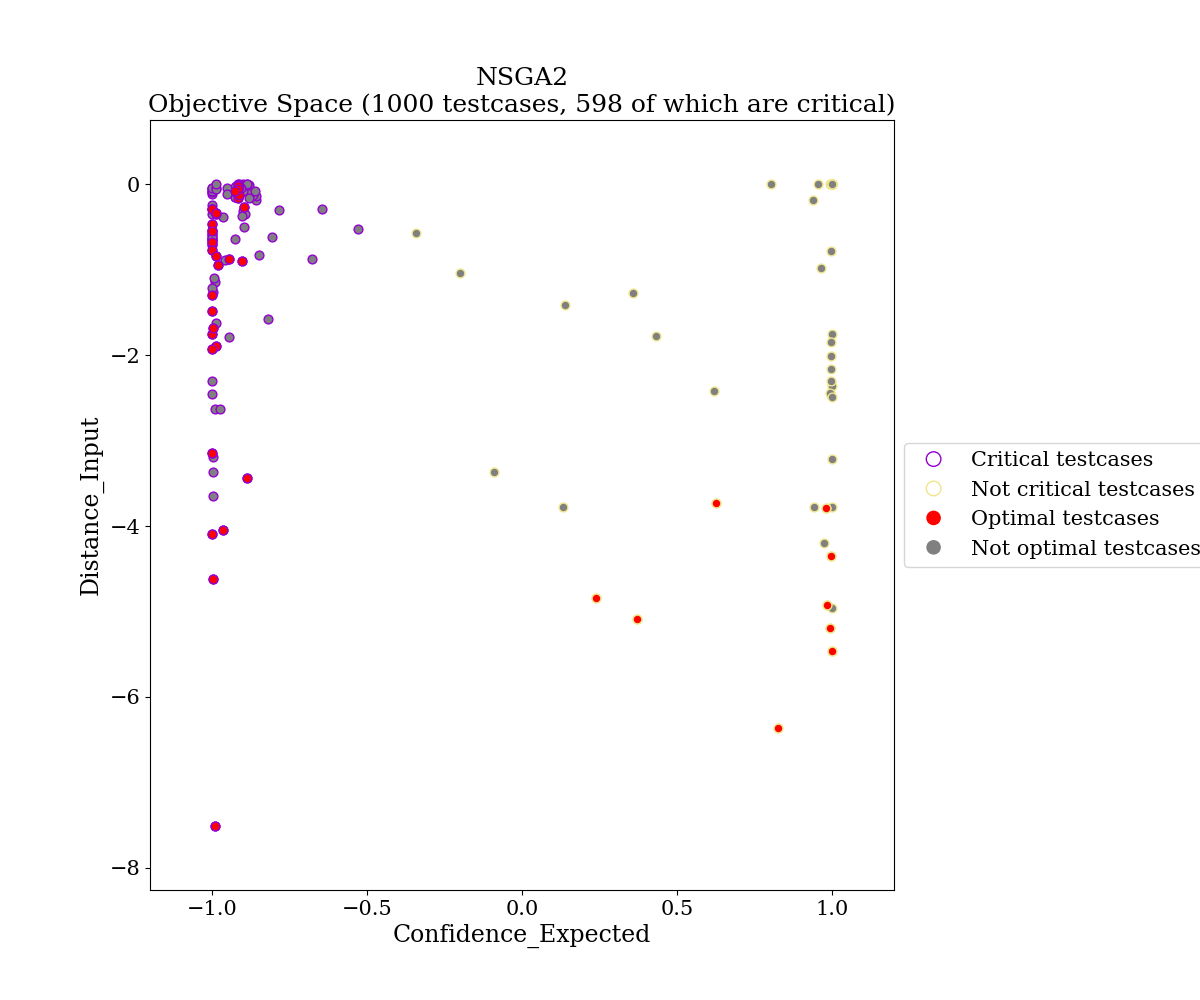 NSGA2
Objective Space (1000 testcases, 598 of which are critical)
0
−2
−4
−6
−8
Distance_Input
−1.0
−0.5
0.0
0.5
1.0
Confidence_Expected
Critical testcases
Not critical testcases
Optimal testcases
Not optimal testcases